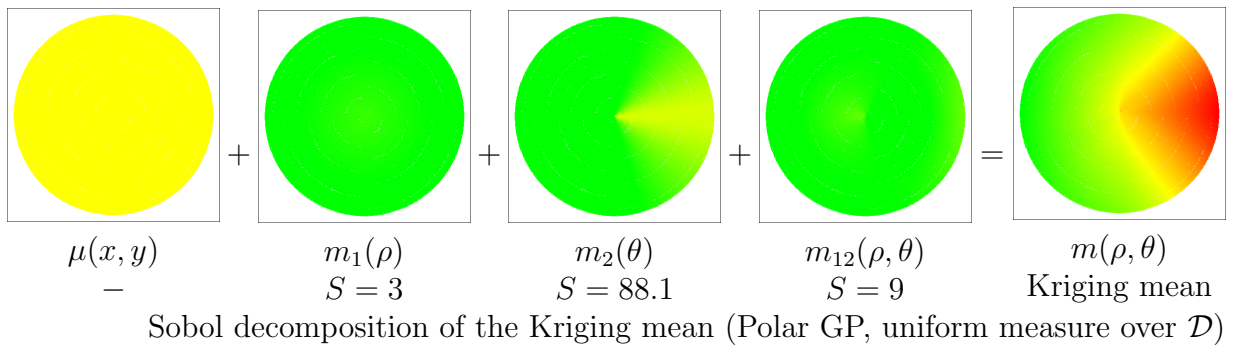 + + + =
μ(x, y) m₁(ρ) m₂(θ) m₁₂(ρ, θ) m(ρ, θ)
− S = 3 S = 88.1 S = 9 Kriging mean
Sobol decomposition of the Kriging mean (Polar GP, uniform measure over 𝒟)